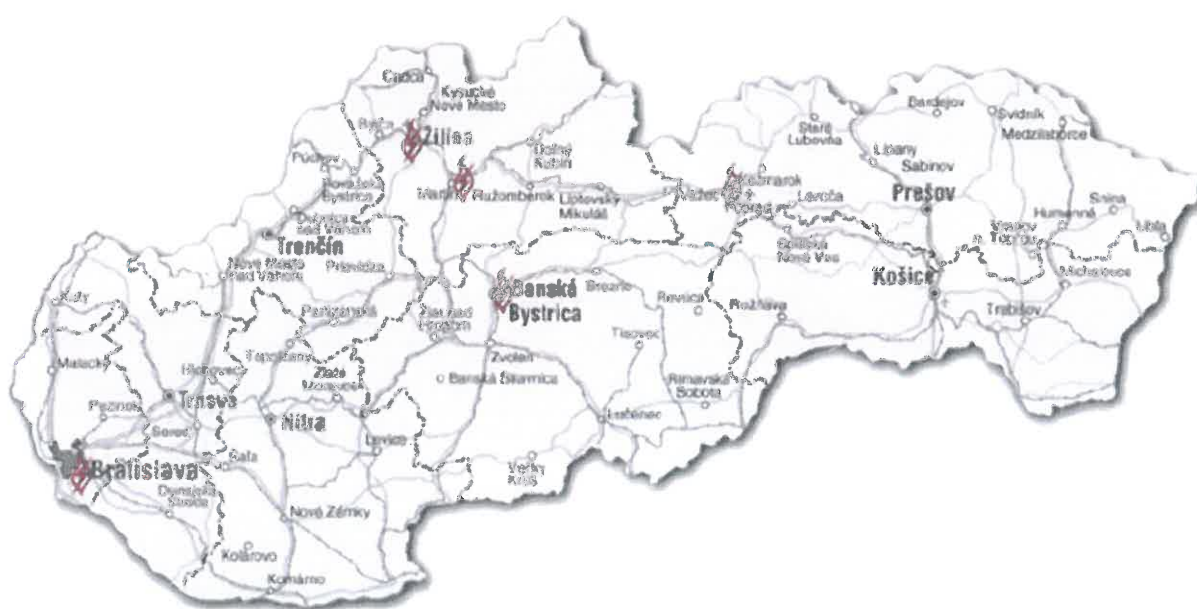 Čadca
Kysucké
Nové Mesto
Bytča
Žilina
Bardejov
Svidník
Medzilaborce
Stará
Ľubovňa
Lipany
Sabinov
Dolný
Kubín
Púchov
Považská
Bystrica
Martin
Ružomberok
Liptovský
Mikuláš
Kežmarok
Levoča
Prešov
Snina
Humenné
Ubľa
Dubnica
nad Váhom
Trenčín
Nové Mesto
nad Váhom
Prievidza
Spišská
Nová Ves
Michalovce
Košice
Trebišov
Banská
Bystrica
Brezno
Revúca
Rožňava
Kúty
Partizánske
Žiar nad
Hronom
Tisovec
Malacky
Hlohovec
Topoľčany
Zlaté
Moravce
Zvolen
Banská Štiavnica
Rimavská
Sobota
Pezinok
Trnava
Nitra
Lučenec
Senec
Levice
Bratislava
Šaľa
Veľký
Krtíš
Dunajská
Streda
Nové Zámky
Kolárovo
Komárno